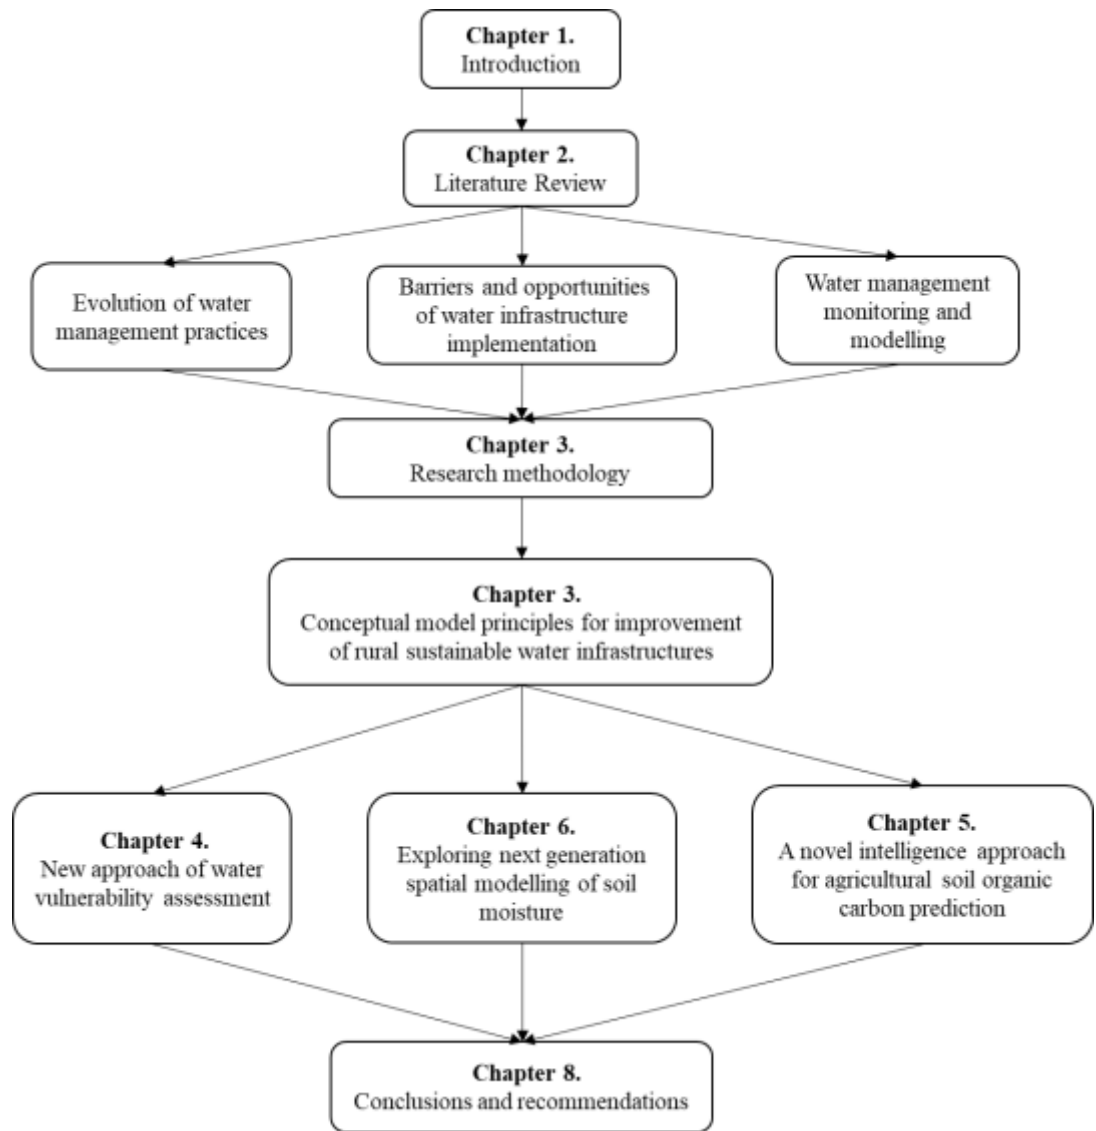 Chapter 1.
Introduction
Chapter 2.
Literature Review
Evolution of water
management practices
Barriers and opportunities
of water infrastructure
implementation
Water management
monitoring and
modelling
Chapter 3.
Research methodology
Chapter 3.
Conceptual model principles for improvement
of rural sustainable water infrastructures
Chapter 4.
New approach of water
vulnerability assessment
Chapter 6.
Exploring next generation
spatial modelling of soil
moisture
Chapter 5.
A novel intelligence approach
for agricultural soil organic
carbon prediction
Chapter 8.
Conclusions and recommendations